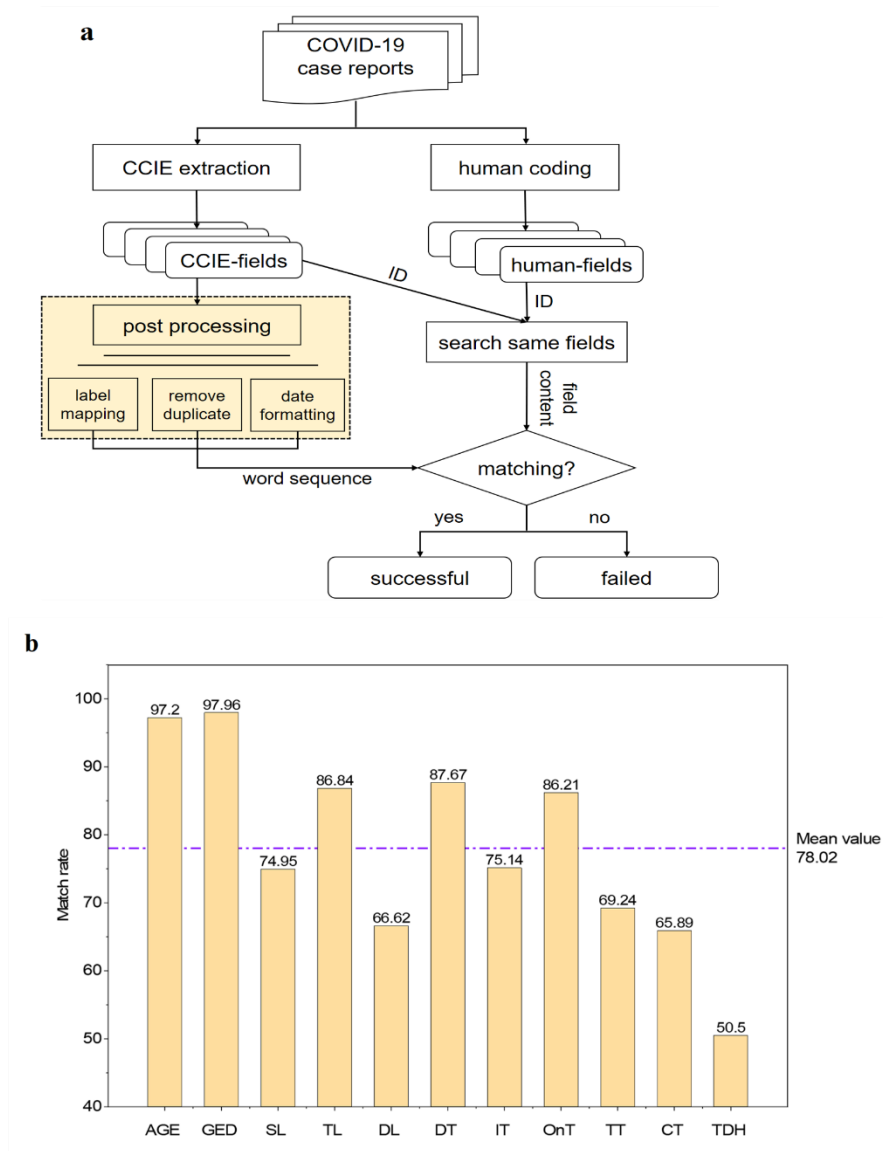 a
COVID-19
case reports
CCIE extraction
human coding
CCIE-fields
human-fields
ID
ID
post processing
search same fields
label
mapping
remove
duplicate
date
formatting
field
content
matching?
word sequence
yes
no
successful
failed
b
100
90
80
70
60
50
40
Match rate
97.2
97.96
74.95
86.84
66.62
87.67
75.14
86.21
69.24
65.89
50.5
Mean value
78.02
AGE
GED
SL
TL
DL
DT
IT
OnT
TT
CT
TDH